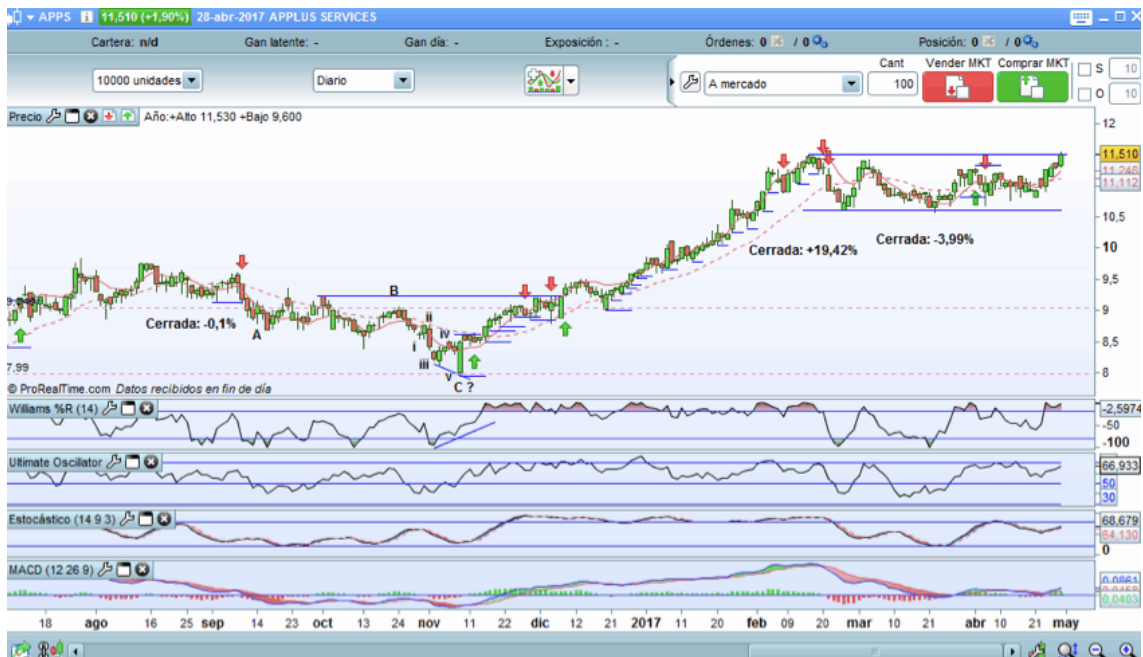 APPS 11,510 (+1,90%) 28-abr-2017 APPLUS SERVICES
Cartera: n/d Gan latente: - Gan día: - Exposición : - Órdenes: 0 / 0 Posición: 0 / 0
Cant Vender MKT Comprar MKT
10000 unidades Diario A mercado 100
S 10
O 10
Precio Año:+Alto 11,530 +Bajo 9,600
12
11,510
11,248
11,112
10,5
10
9,5
9
8,5
8
Cerrada: -3,99%
Cerrada: +19,42%
B
Cerrada: -0,1%
A
ii
i
iv
iii
v
C ?
7,99
© ProRealTime.com Datos recibidos en fin de día
Williams %R (14)
-2,5974
-50
-100
Ultimate Oscillator
66,933
50
30
Estocástico (14 9 3)
68,679
64,130
0
MACD (12 26 9)
0,0861
0,0403
18 ago 16 25 sep 14 23 oct 13 24 nov 11 22 dic 12 21 2017 11 20 feb 09 20 mar 13 22 abr 10 21 may